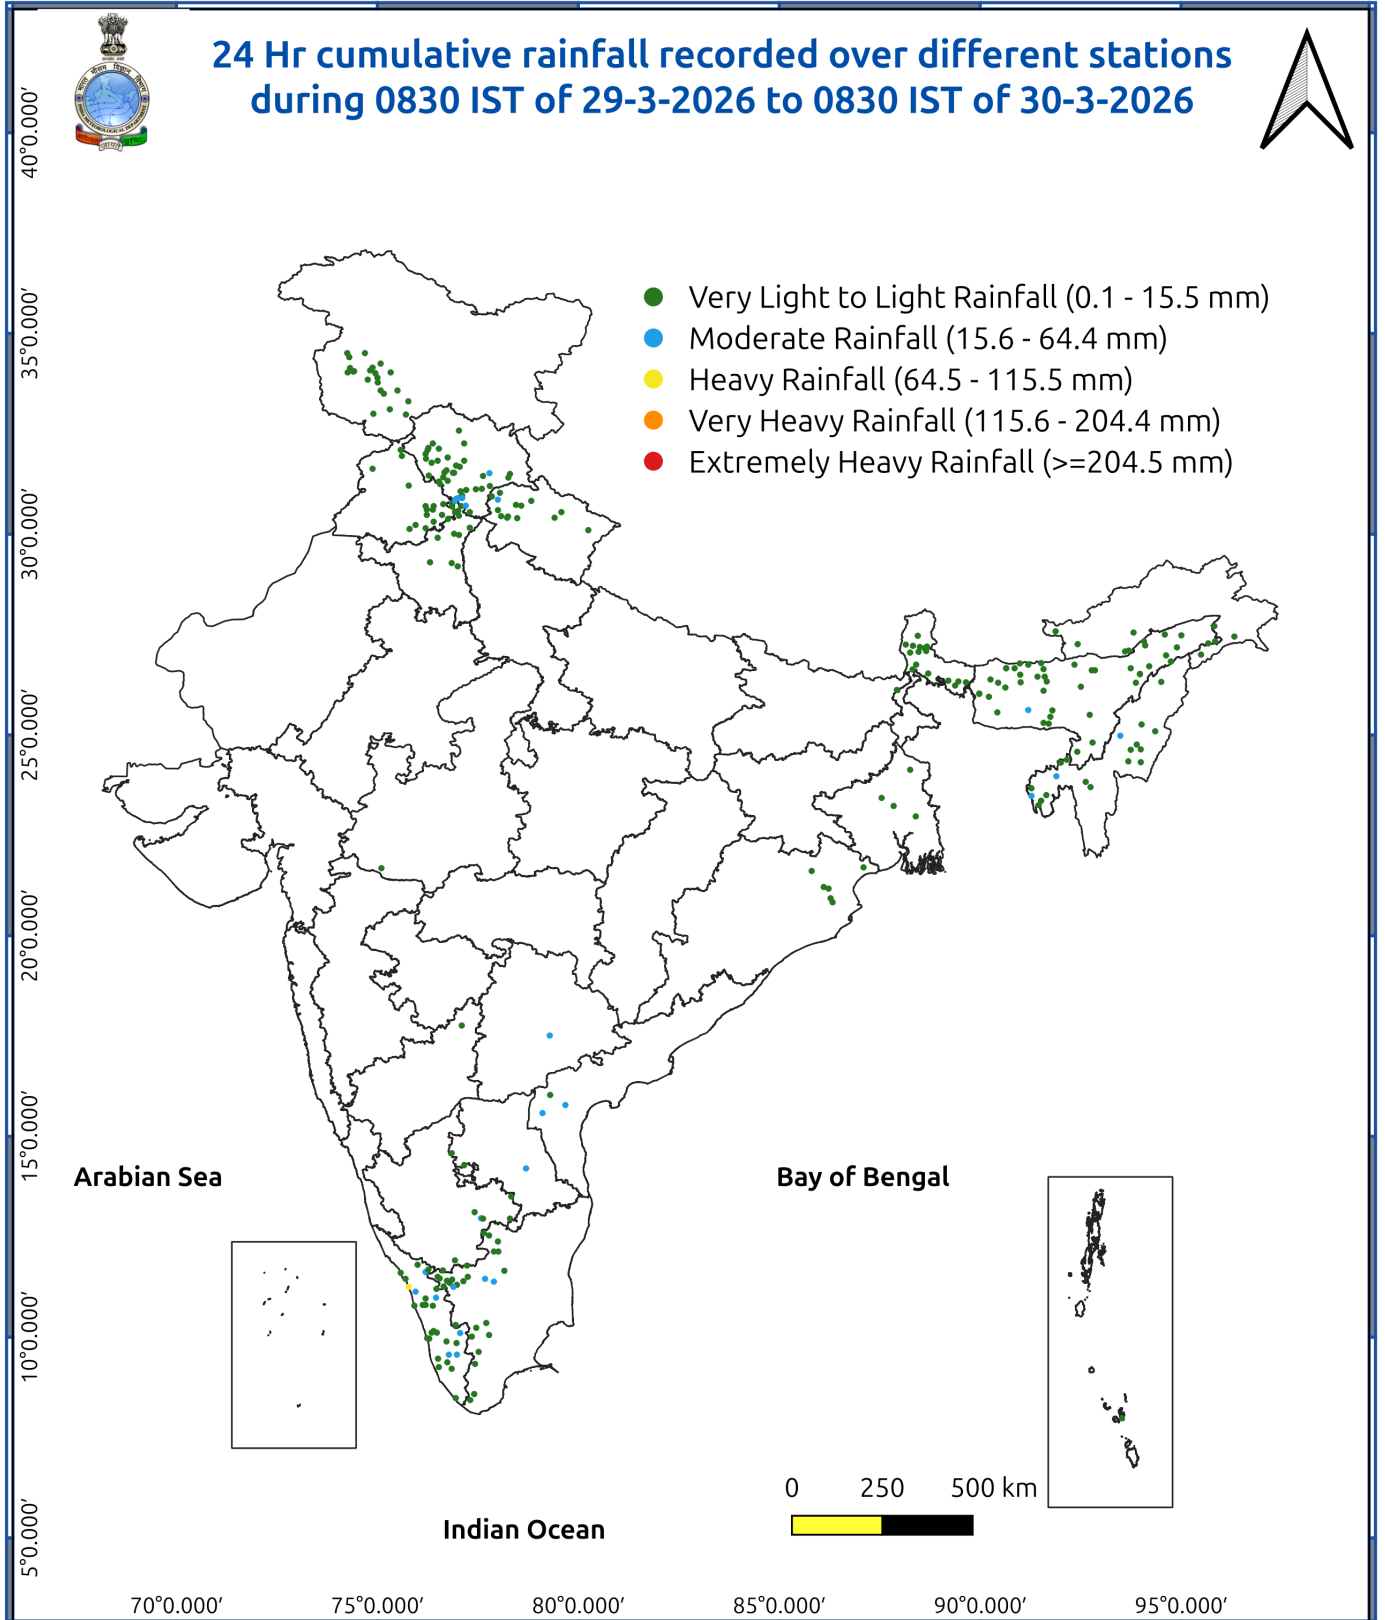 24 Hr cumulative rainfall recorded over different stations
during 0830 IST of 29-3-2026 to 0830 IST of 30-3-2026
Very Light to Light Rainfall (0.1 - 15.5 mm)
Moderate Rainfall (15.6 - 64.4 mm)
Heavy Rainfall (64.5 - 115.5 mm)
Very Heavy Rainfall (115.6 - 204.4 mm)
Extremely Heavy Rainfall (>=204.5 mm)
40°0.000′
35°0.000′
30°0.000′
25°0.000′
20°0.000′
15°0.000′
10°0.000′
5°0.000′
Arabian Sea
Bay of Bengal
Indian Ocean
0 250 500 km
70°0.000′ 75°0.000′ 80°0.000′ 85°0.000′ 90°0.000′ 95°0.000′